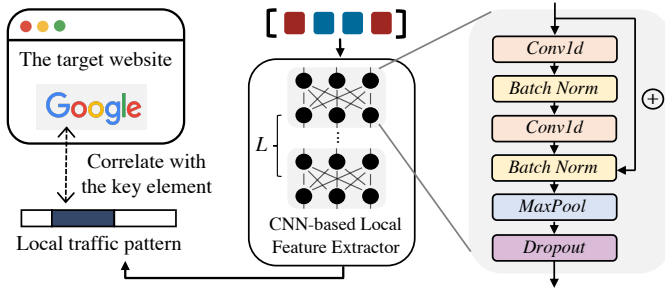 The target website
Google
Correlate with
the key element
Local traffic pattern
[ ]
L
CNN-based Local
Feature Extractor
Conv1d
Batch Norm
Conv1d
Batch Norm
MaxPool
Dropout
+